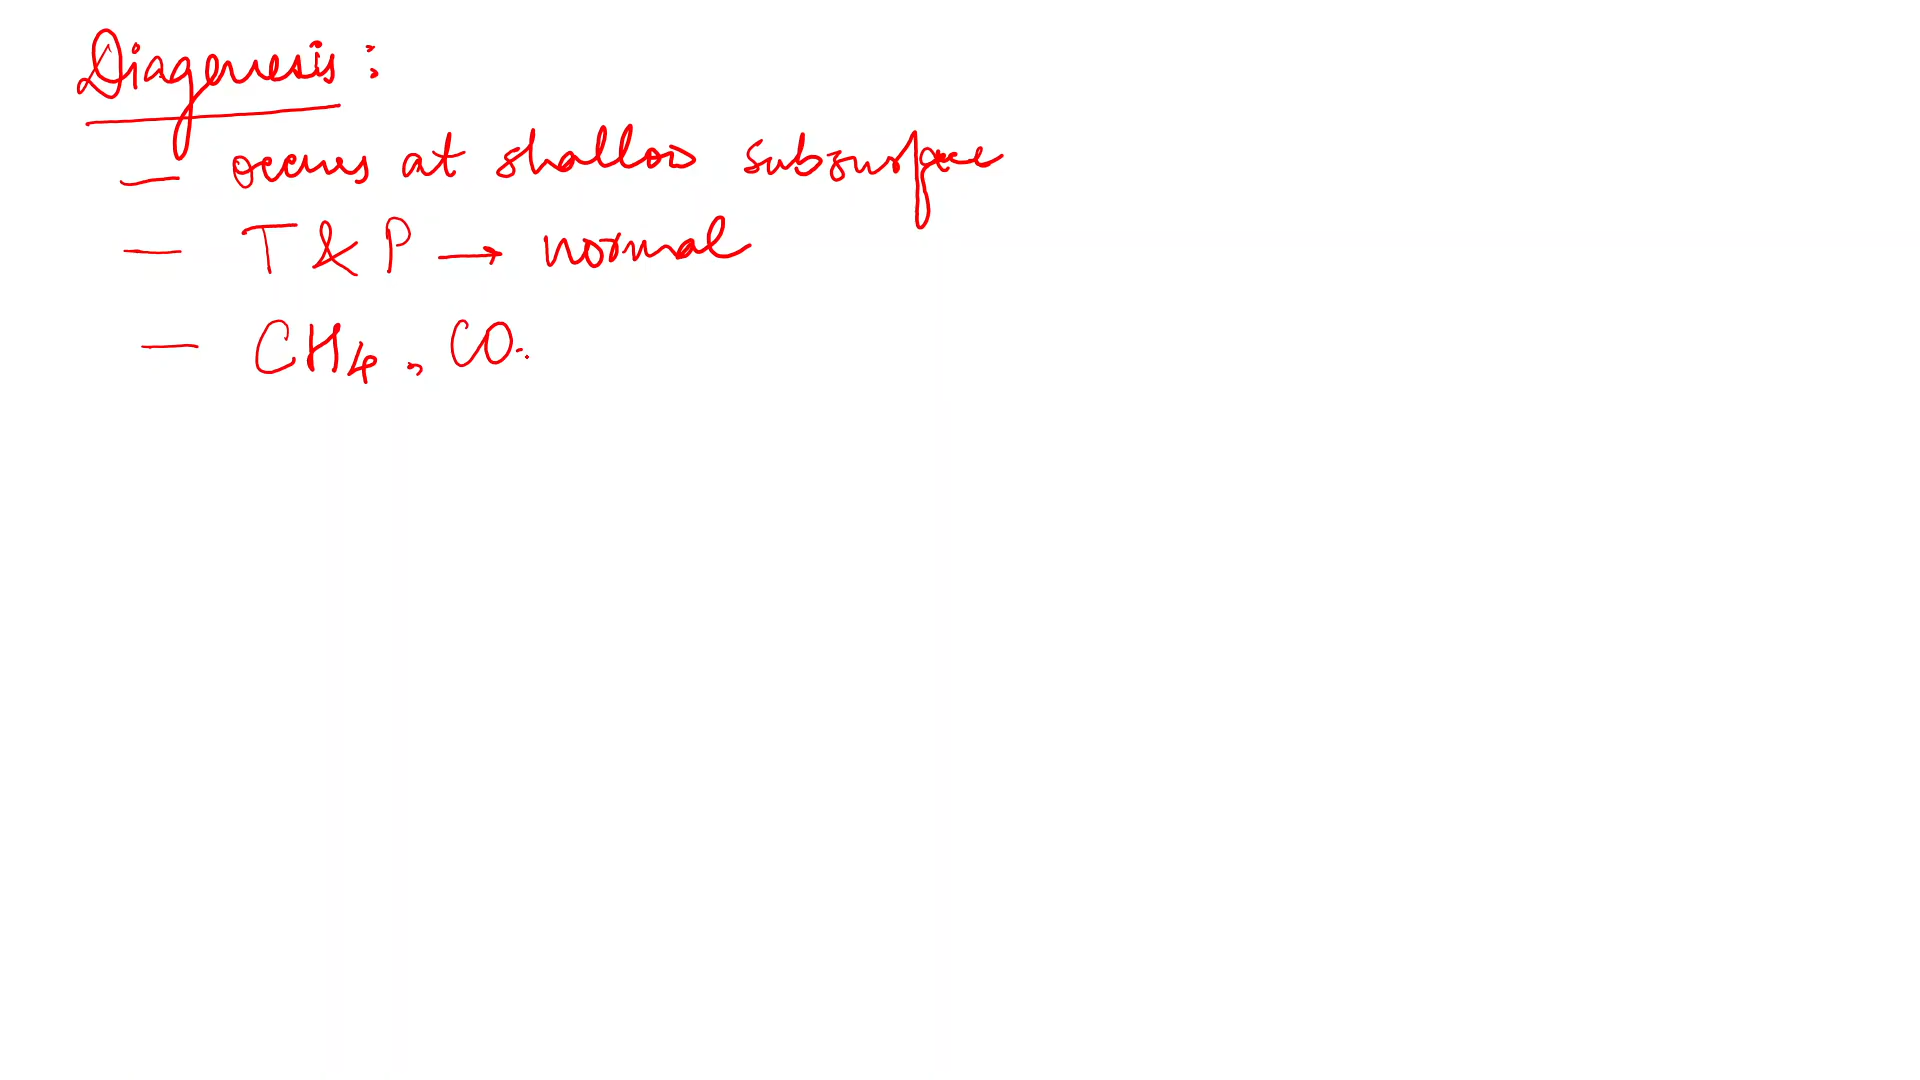 Diagenesis :
— occurs at shallow subsurface
— T & P → normal
— CH4, CO